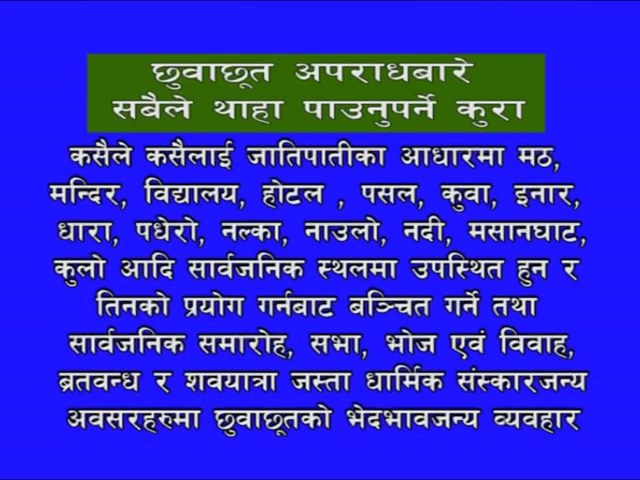 छुवाछूत अपराधबारे
सबैले थाहा पाउनुपर्ने कुरा
कसैले कसैलाई जातिपातीका आधारमा मठ,
मन्दिर, विद्यालय, होटल , पसल, कुवा, इनार,
धारा, पधेरो, नल्का, नाउलो, नदी, मसानघाट,
कुलो आदि सार्वजनिक स्थलमा उपस्थित हुन र
तिनको प्रयोग गर्नबाट बञ्चित गर्ने तथा
सार्वजनिक समारोह, सभा, भोज एवं विवाह,
ब्रतवन्ध र शवयात्रा जस्ता धार्मिक संस्कारजन्य
अवसरहरुमा छुवाछूतको भेदभावजन्य व्यवहार